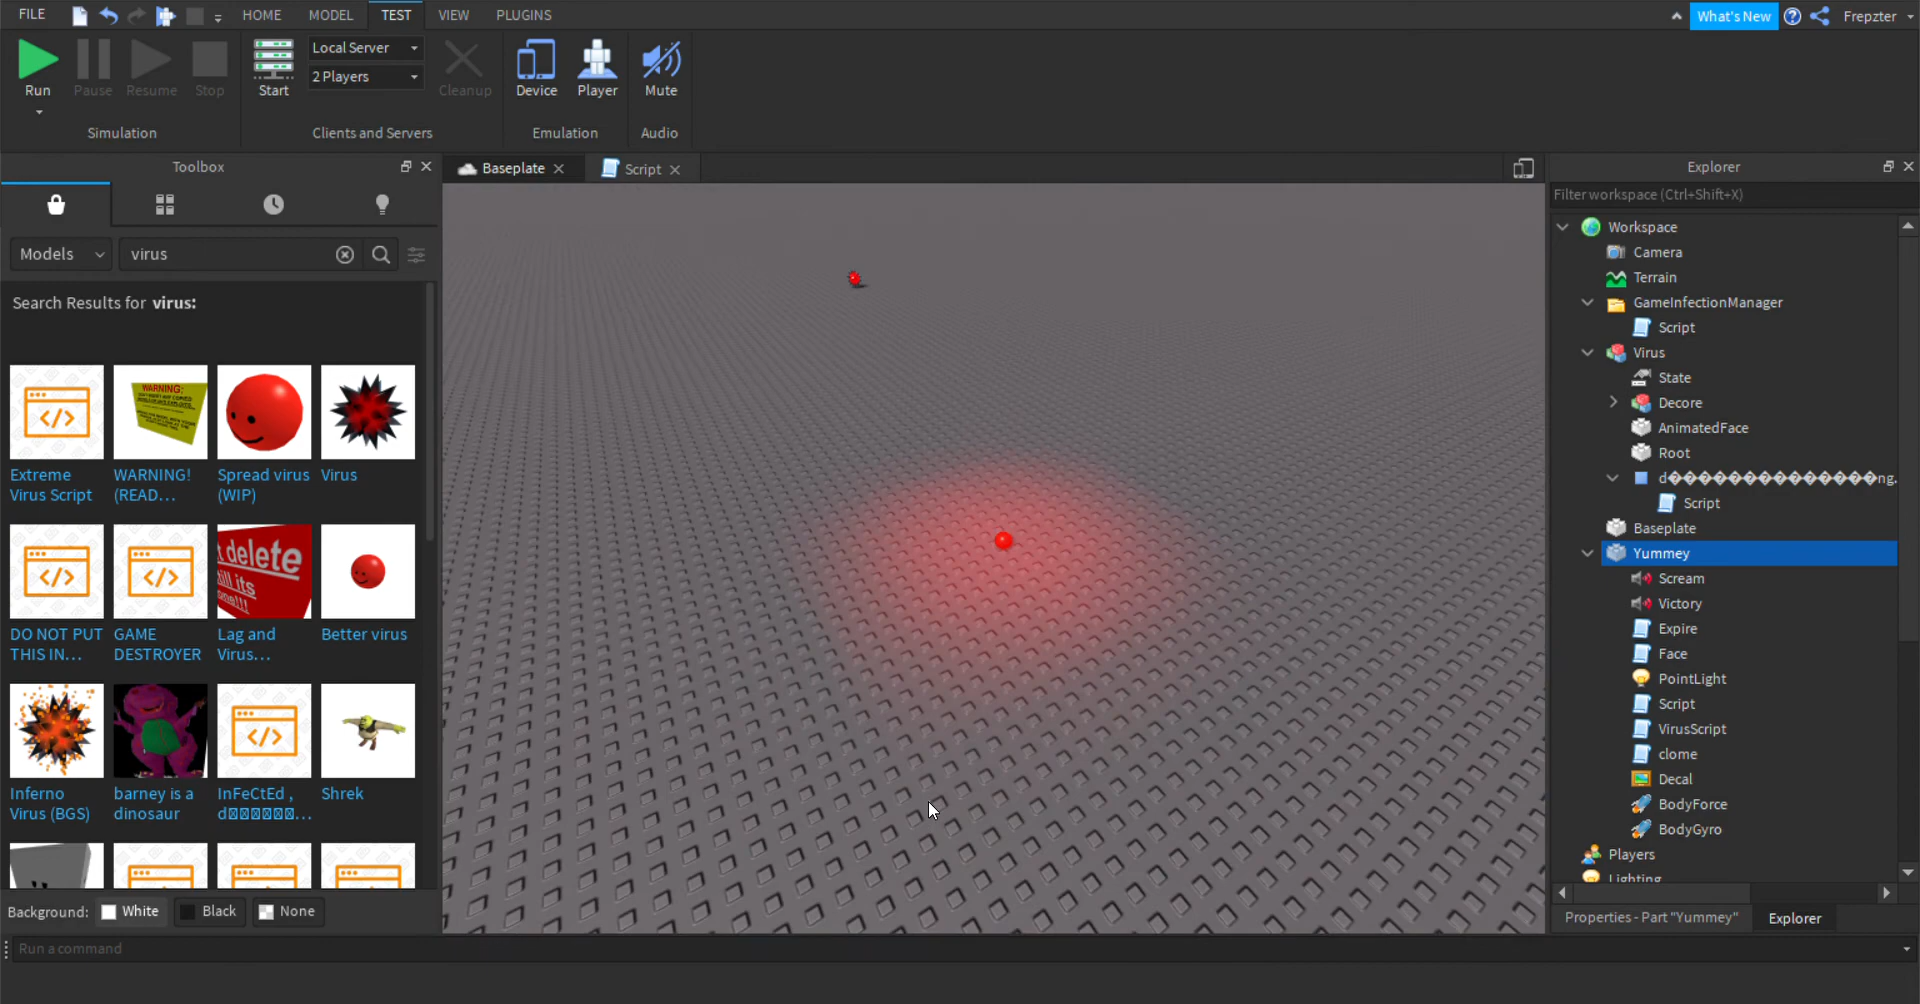 FILE HOME MODEL TEST VIEW PLUGINS What's New Frepzter
Run Pause Resume Stop
Simulation
Start Local Server
2 Players
Cleanup
Clients and Servers
Device Player
Emulation
Mute
Audio
Toolbox
Models virus
Search Results for virus:
Extreme Virus Script
WARNING!
WARNING! (READ...
Spread virus (WIP)
Virus
DO NOT PUT THIS IN...
GAME DESTROYER
t delete
Lag and Virus...
Better virus
Inferno Virus (BGS)
barney is a dinosaur
InFeCtEd , d▯▯▯▯▯▯...
Shrek
Background: White Black None
Run a command
Baseplate Script
Explorer
Filter workspace (Ctrl+Shift+X)
Workspace
Camera
Terrain
GameInfectionManager
Script
Virus
State
Decore
AnimatedFace
Root
d����������������ng.
Script
Baseplate
Yummey
Scream
Victory
Expire
Face
PointLight
Script
VirusScript
clome
Decal
BodyForce
BodyGyro
Players
Lighting
Properties - Part "Yummey" Explorer